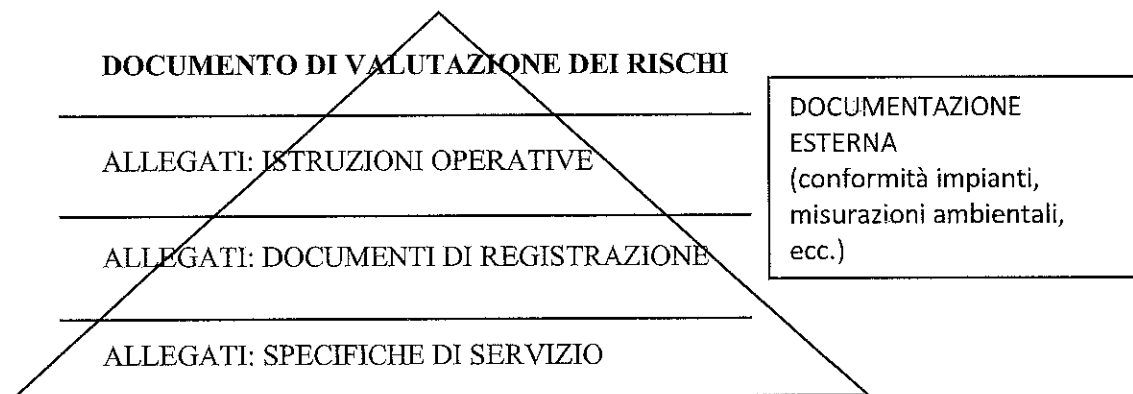 DOCUMENTO DI VALUTAZIONE DEI RISCHI
ALLEGATI: ISTRUZIONI OPERATIVE
ALLEGATI: DOCUMENTI DI REGISTRAZIONE
ALLEGATI: SPECIFICHE DI SERVIZIO
DOCUMENTAZIONE
ESTERNA
(conformità impianti,
misurazioni ambientali,
ecc.)